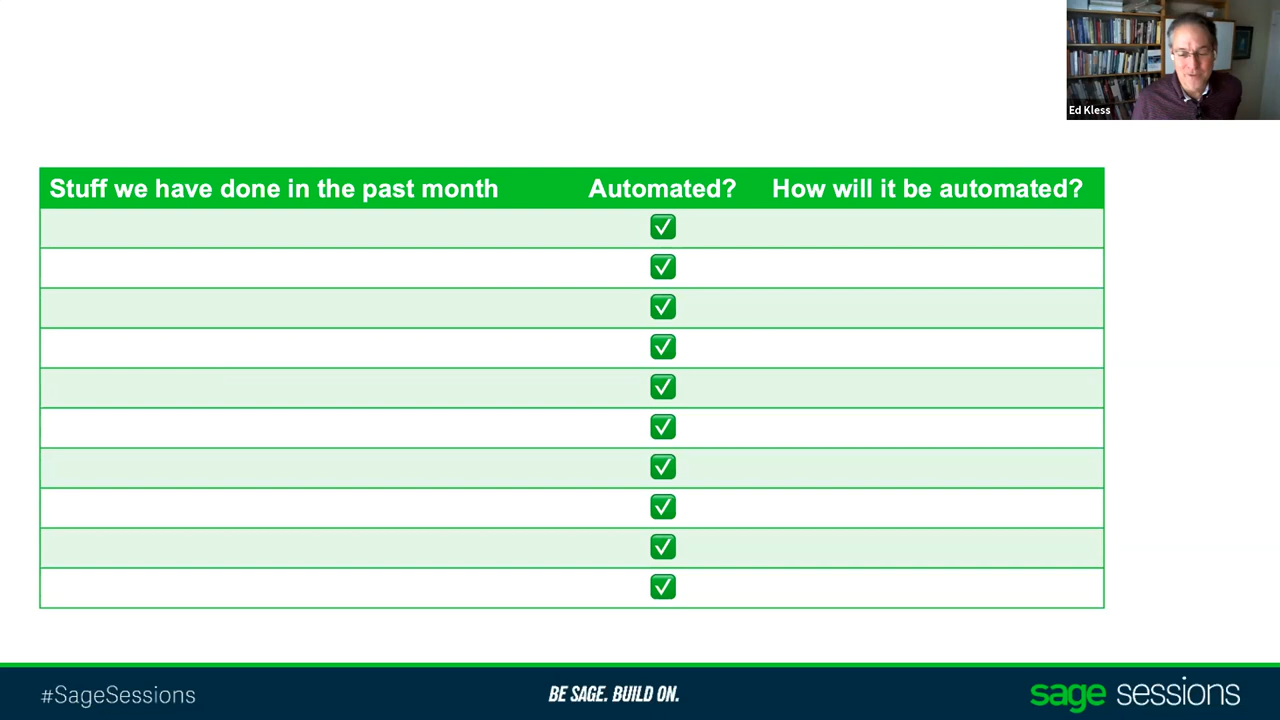 Ed Kless
Stuff we have done in the past month Automated? How will it be automated?
#SageSessions BE SAGE. BUILD ON. sage sessions